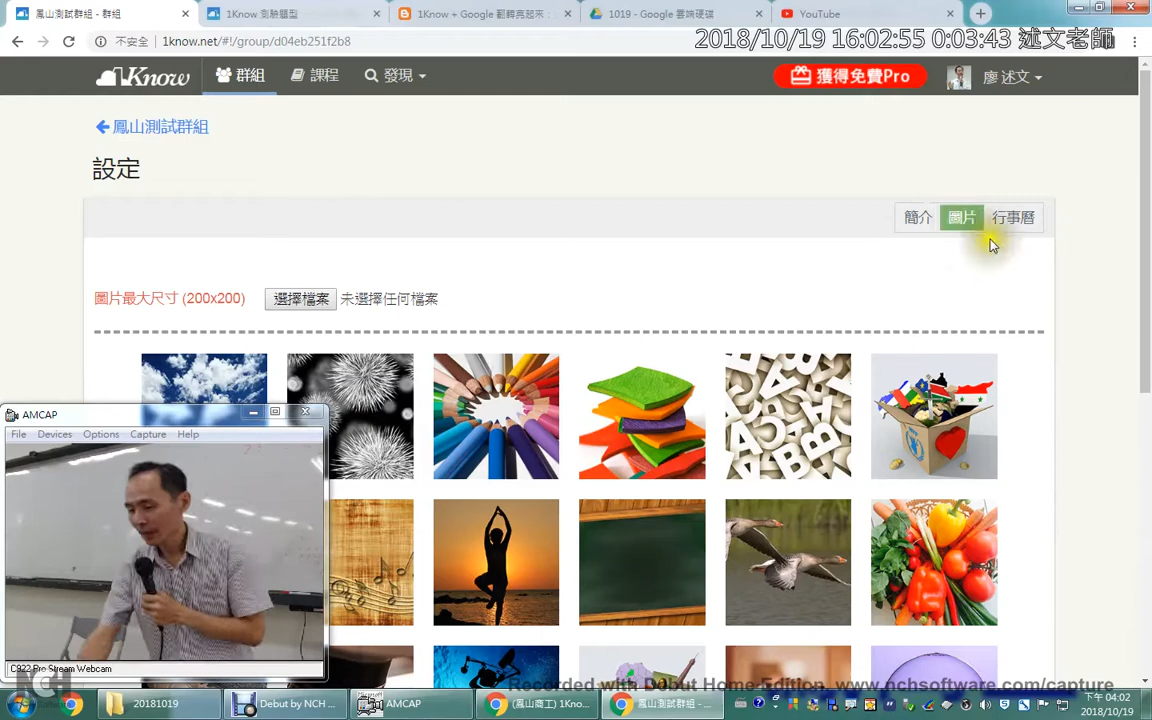 鳳山測試群組 - 群組
1Know 測驗題型
1Know + Google 翻轉亮起來：
1019 - Google 雲端硬碟
YouTube
不安全
1know.net/#!/group/d04eb251f2b8
2018/10/19 16:02:55 0:03:43 述文老師
1Know
群組
課程
發現
獲得免費Pro
廖 述文
鳳山測試群組
設定
簡介
圖片
行事曆
圖片最大尺寸 (200x200)
選擇檔案
未選擇任何檔案
AMCAP
File Devices Options Capture Help
C922 Pro Stream Webcam
NCH
Recorded with Debut Home Edition www.nchsoftware.com/capture
20181019
Debut by NCH ...
AMCAP
(鳳山商工) 1Kno...
鳳山測試群組 - ...
下午 04:02
2018/10/19